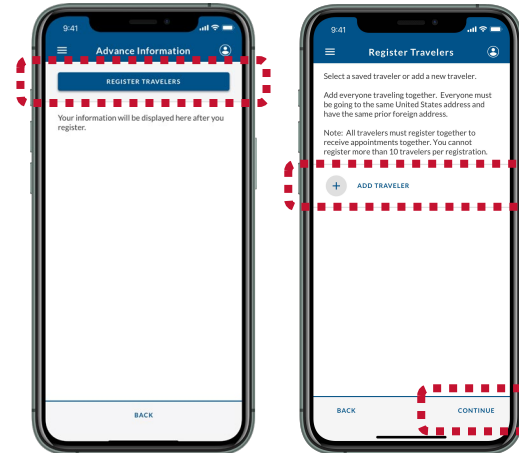 9:41
Advance Information
REGISTER TRAVELERS
Your information will be displayed here after you
register.
BACK
9:41
Register Travelers
Select a saved traveler or add a new traveler.
Add everyone traveling together. Everyone must
be going to the same United States address and
have the same prior foreign address.
Note: All travelers must register together to
receive appointments together. You cannot
register more than 10 travelers per registration.
+ ADD TRAVELER
BACK CONTINUE